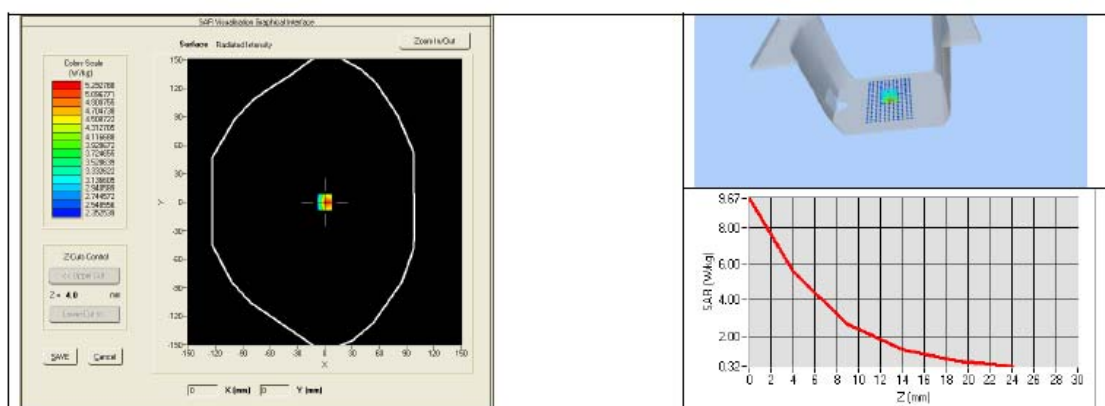 SAR Visualisation Graphical Interface
Surface Radiated Intensity
Zoom In/Out
Colors Scale
(W/kg)
5.292788
5.096771
4.900755
4.704738
4.508722
4.312705
4.116688
3.920672
3.724655
3.528639
3.332622
3.136605
2.940589
2.744572
2.548556
2.352539
150
120
90
60
30
0
-30
-60
-90
-120
-150
Y
-150 -120 -90 -60 -30 0 30 60 90 120 150
X
Z Cuts Control
<< Upper Cut
Z = 4.0 mm
Lower Cut >>
SAVE Cancel
0 X (mm) 0 Y (mm)
9.67
8.00
6.00
4.00
2.00
0.32
SAR (W/kg)
0 2 4 6 8 10 12 14 16 18 20 22 24 26 28 30
Z (mm)